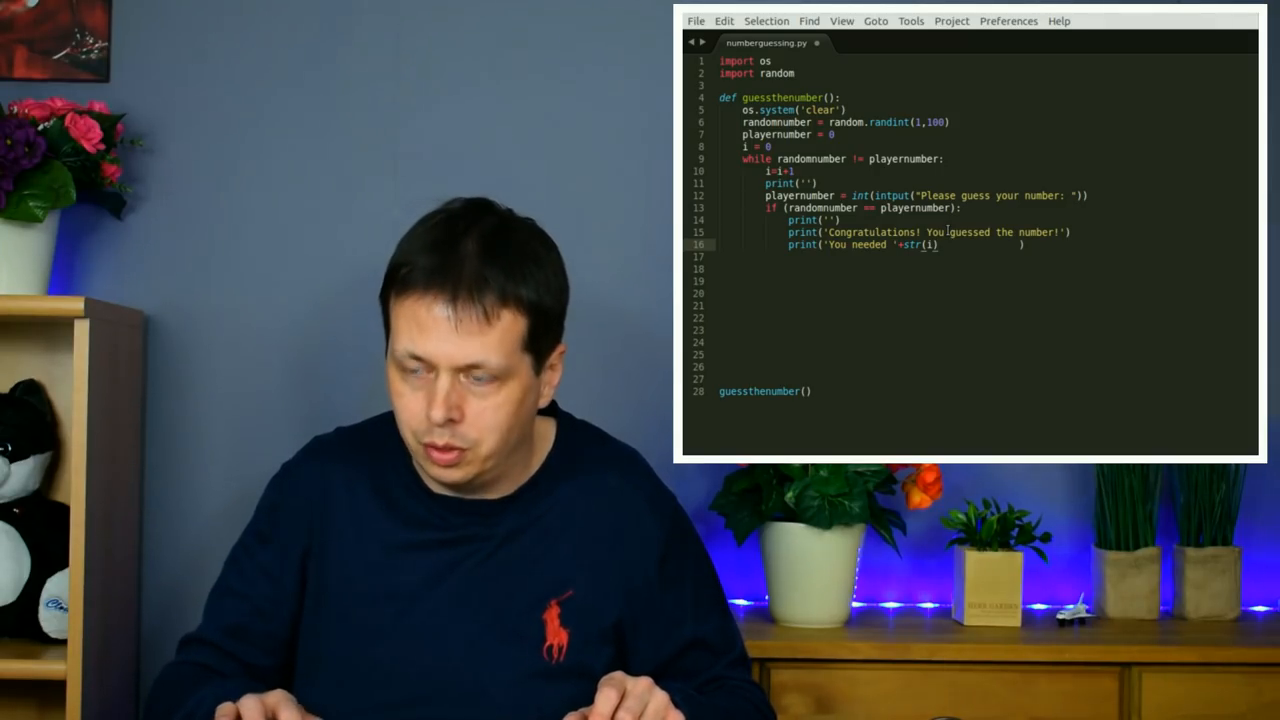 File Edit Selection Find View Goto Tools Project Preferences Help
numberguessing.py
1 import os
2 import random
3
4 def guessthenumber():
5 os.system('clear')
6 randomnumber = random.randint(1,100)
7 playernumber = 0
8 i = 0
9 while randomnumber != playernumber:
10 i=i+1
11 print('')
12 playernumber = int(intput("Please guess your number: "))
13 if (randomnumber == playernumber):
14 print('')
15 print('Congratulations! You guessed the number!')
16 print('You needed '+str(i) )
17
18
19
20
21
22
23
24
25
26
27
28 guessthenumber()
HERB GARDEN